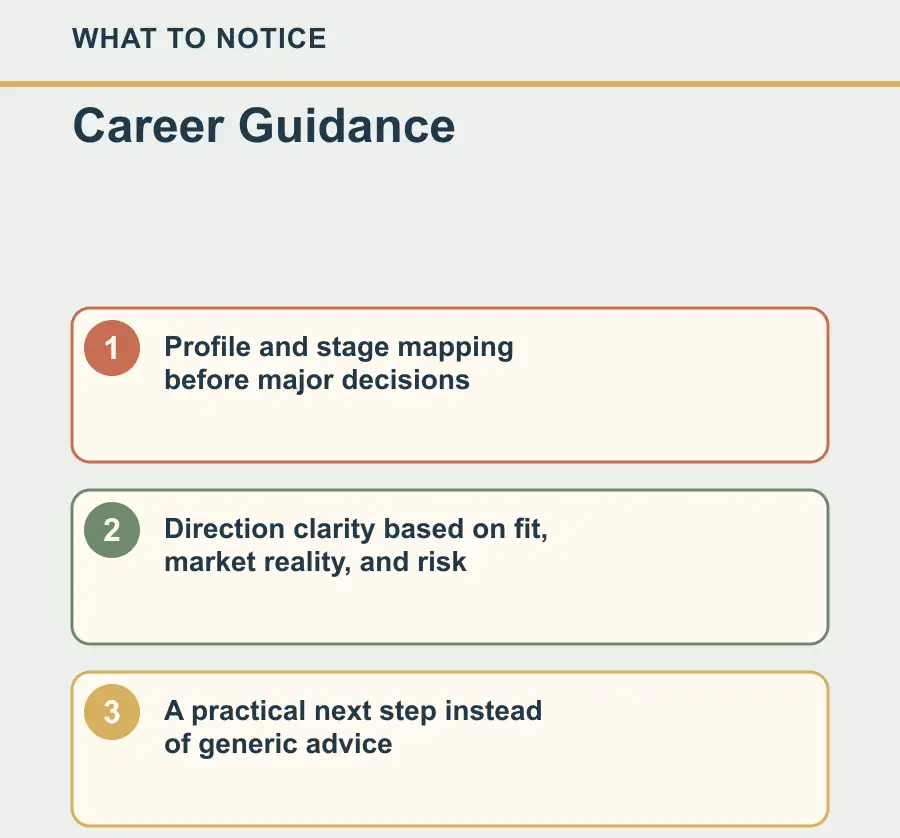 WHAT TO NOTICE
Career Guidance
1
Profile and stage mapping
before major decisions
2
Direction clarity based on fit,
market reality, and risk
3
A practical next step instead
of generic advice